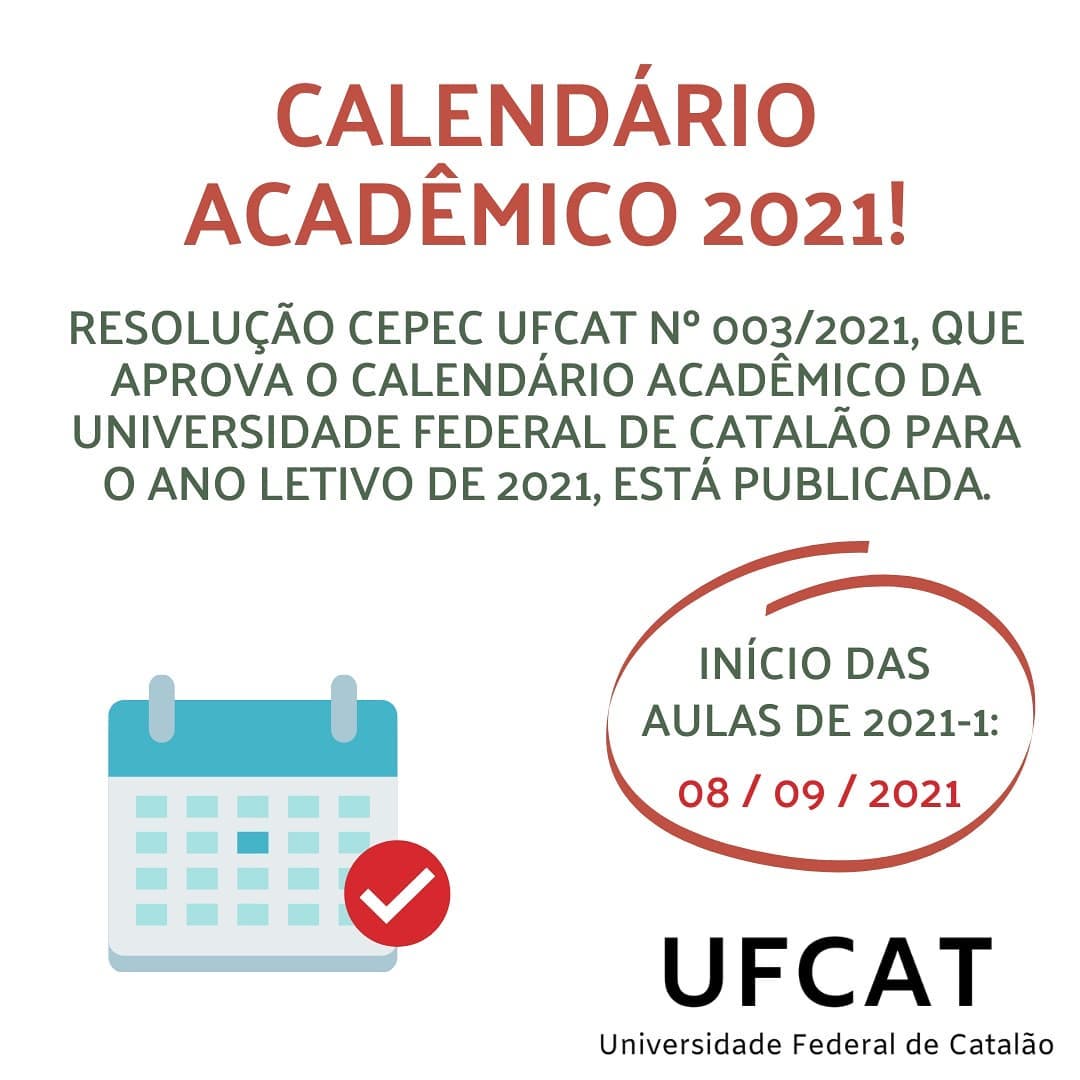 CALENDÁRIO
ACADÊMICO 2021!
RESOLUÇÃO CEPEC UFCAT Nº 003/2021, QUE
APROVA O CALENDÁRIO ACADÊMICO DA
UNIVERSIDADE FEDERAL DE CATALÃO PARA
O ANO LETIVO DE 2021, ESTÁ PUBLICADA.
INÍCIO DAS
AULAS DE 2021-1:
08 / 09 / 2021
UFCAT
Universidade Federal de Catalão